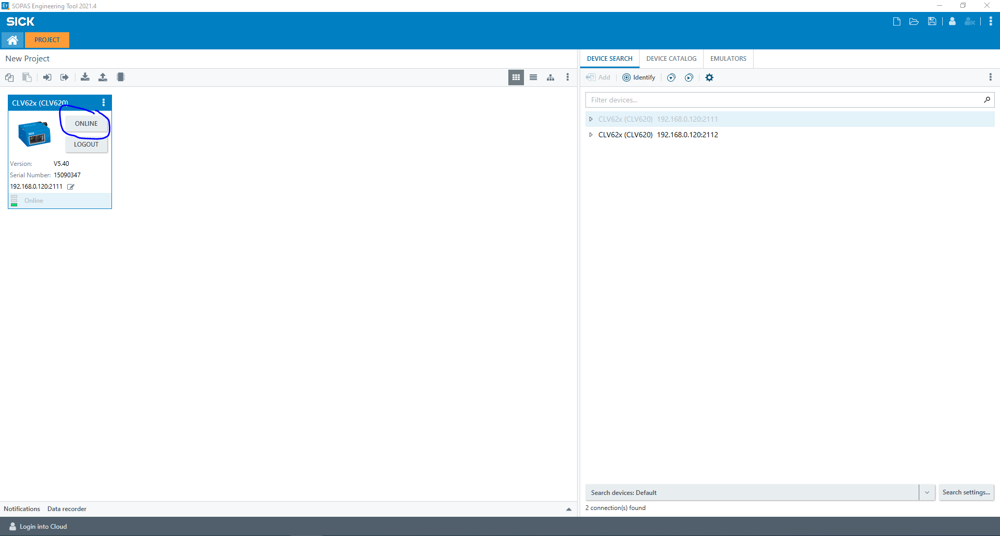 SOPAS Engineering Tool 2021.4
SICK
PROJECT
New Project
DEVICE SEARCH DEVICE CATALOG EMULATORS
Add Identify
CLV62x (CLV620)
ONLINE
SICK
LOGOUT
Version: V5.40
Serial Number: 15090347
192.168.0.120:2111
Online
Filter devices...
CLV62x (CLV620) 192.168.0.120:2111
CLV62x (CLV620) 192.168.0.120:2112
Search devices: Default
Search settings...
2 connection(s) found
Notifications Data recorder
Login into Cloud